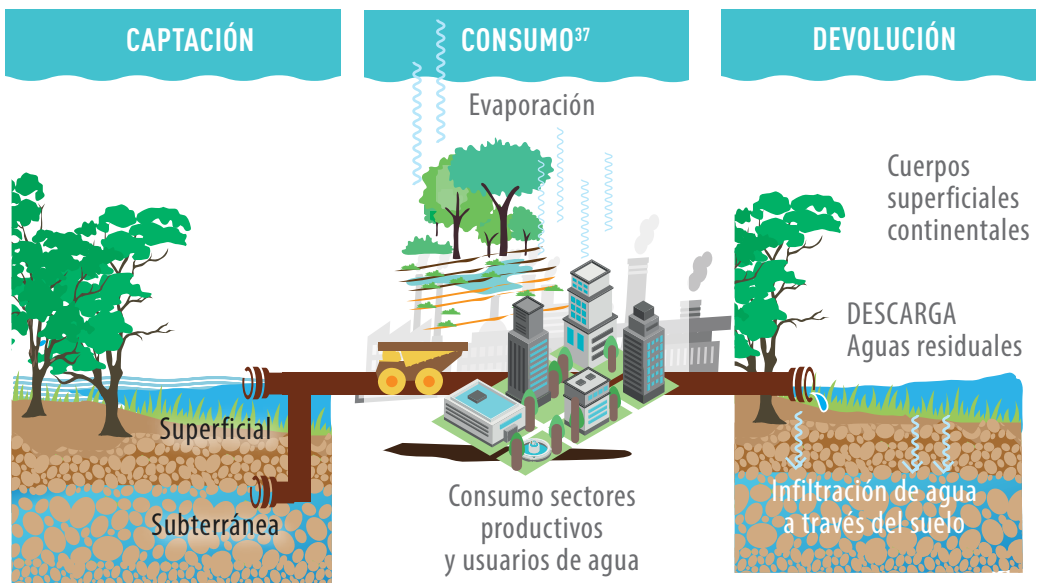 CAPTACIÓN
Superficial
Subterránea
CONSUMO³⁷
Evaporación
Consumo sectores
productivos
y usuarios de agua
DEVOLUCIÓN
Cuerpos
superficiales
continentales
DESCARGA
Aguas residuales
Infiltración de agua
a través del suelo